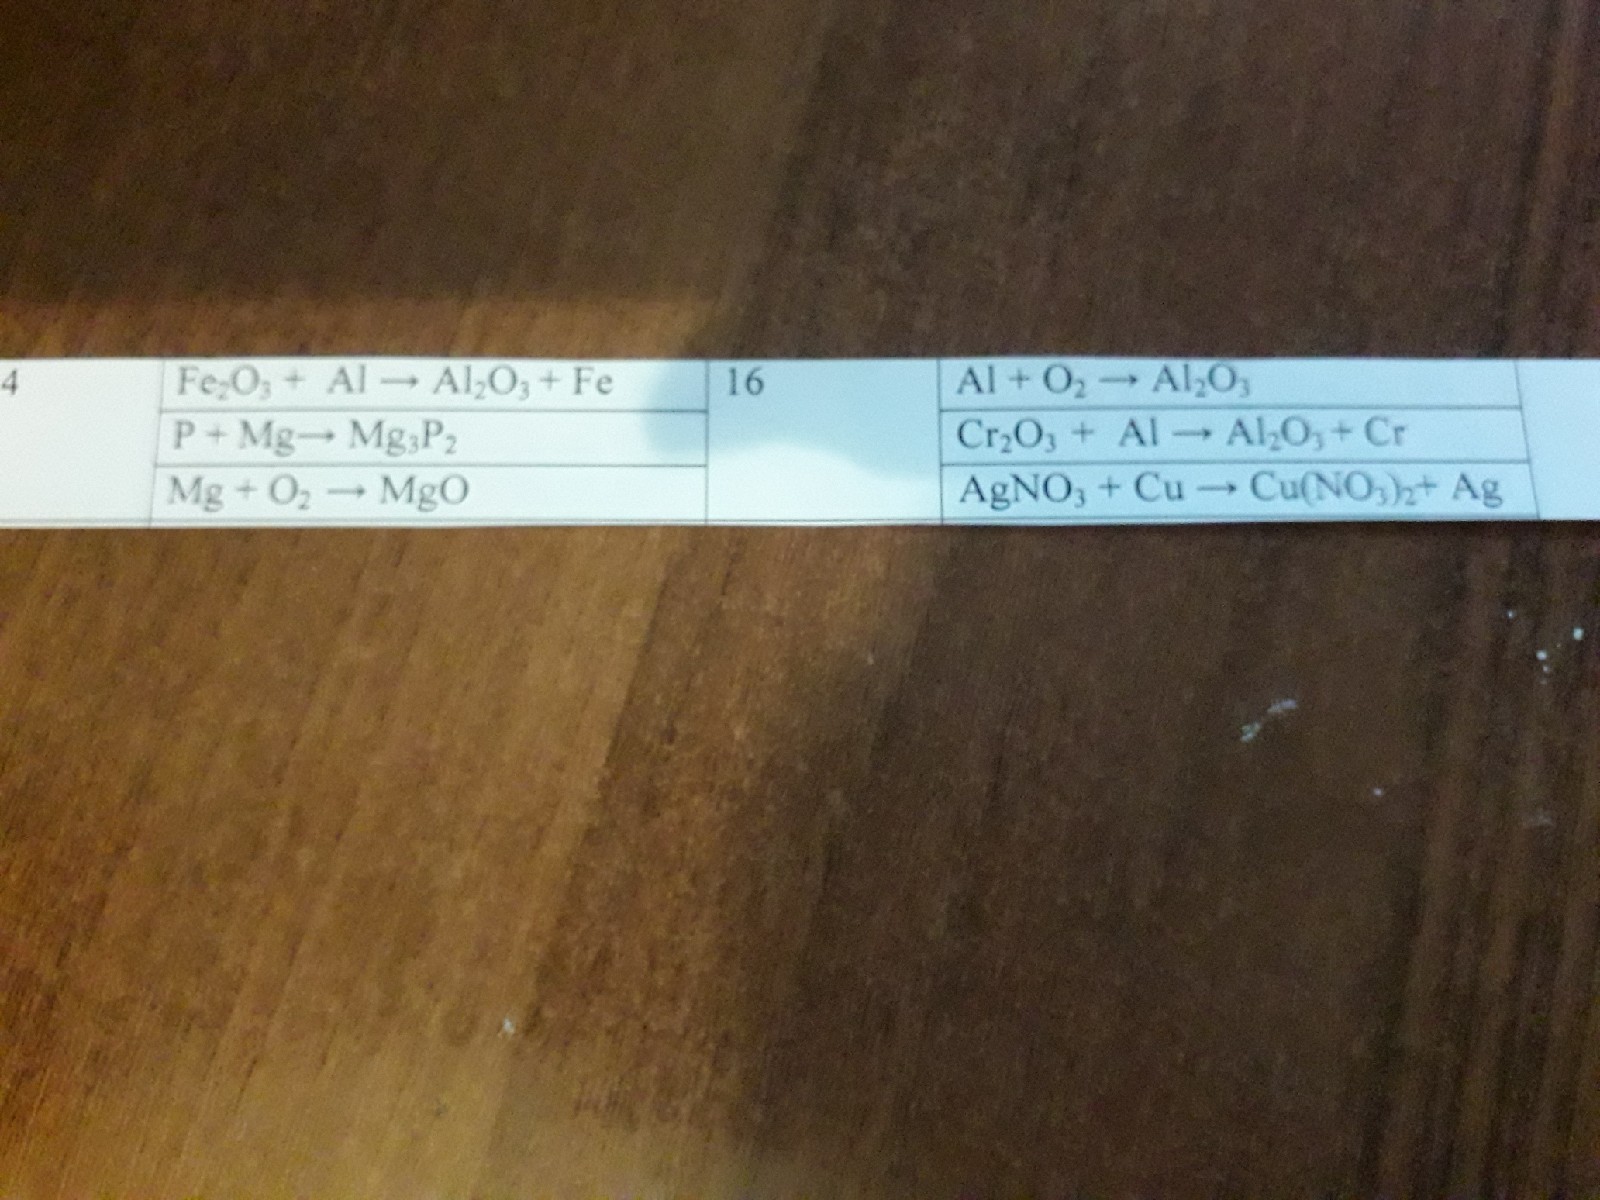 4
Fe₂O₃ + Al → Al₂O₃ + Fe
P + Mg→ Mg₃P₂
Mg + O₂ → MgO
16
Al + O₂ → Al₂O₃
Cr₂O₃ + Al → Al₂O₃ + Cr
AgNO₃ + Cu → Cu(NO₃)₂+ Ag